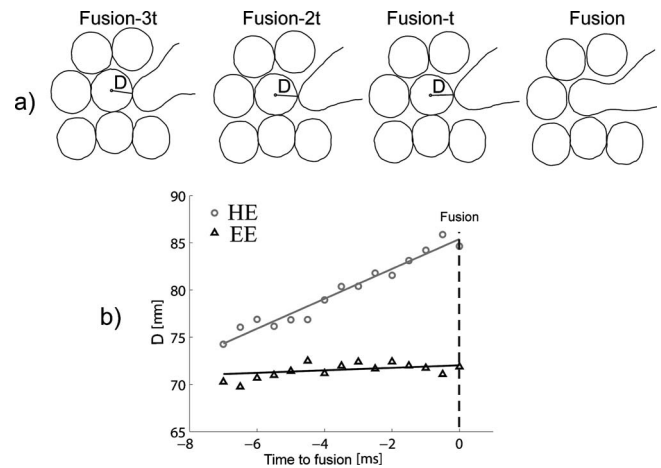 Fusion-3t Fusion-2t Fusion-t Fusion
a) D D D
90
HE Fusion
EE
85
80
b) D [nm]
75
70
65
−8 −6 −4 −2 0
Time to fusion [ms]